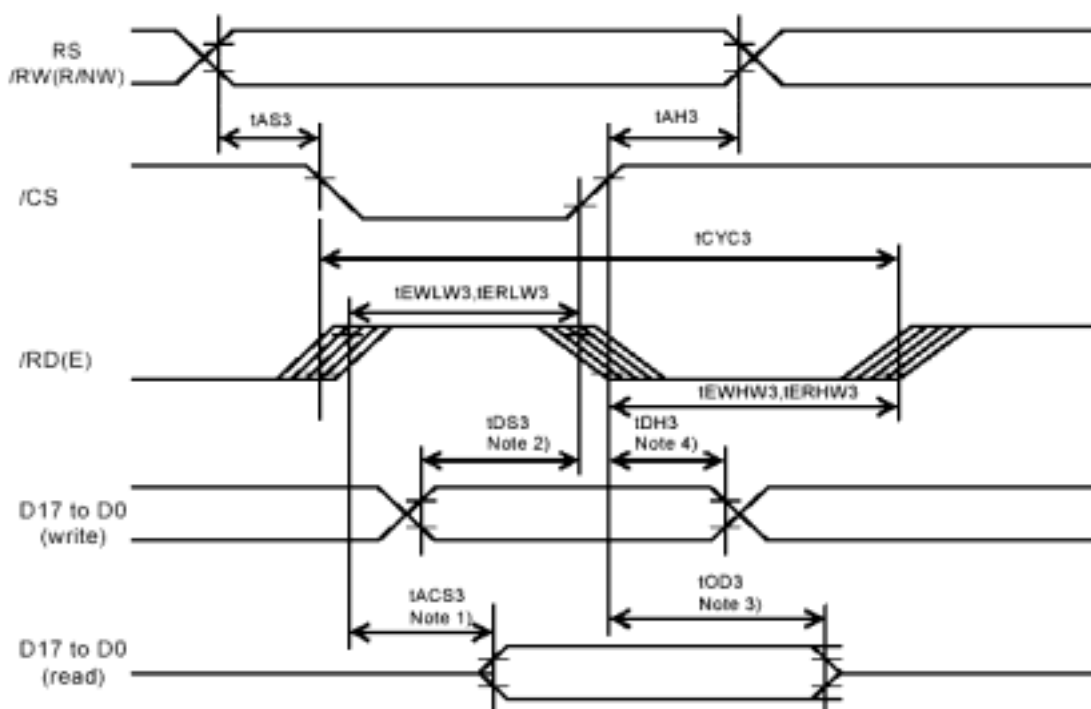 RS
/RW(R/NW)
tAS3
tAH3
/CS
tCYC3
tEWLW3,tERLW3
/RD(E)
tEWHW3,tERHW3
tDS3
Note 2)
tDH3
Note 4)
D17 to D0
(write)
tACS3
Note 1)
tOD3
Note 3)
D17 to D0
(read)